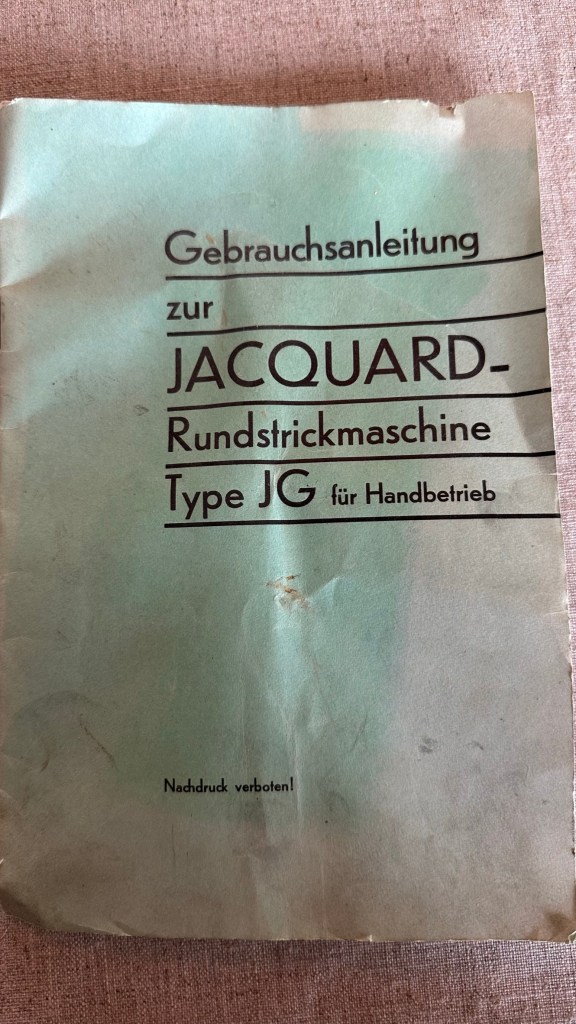 Gebrauchsanleitung
zur
JACQUARD-
Rundstrickmaschine
Type JG für Handbetrieb
Nachdruck verboten!